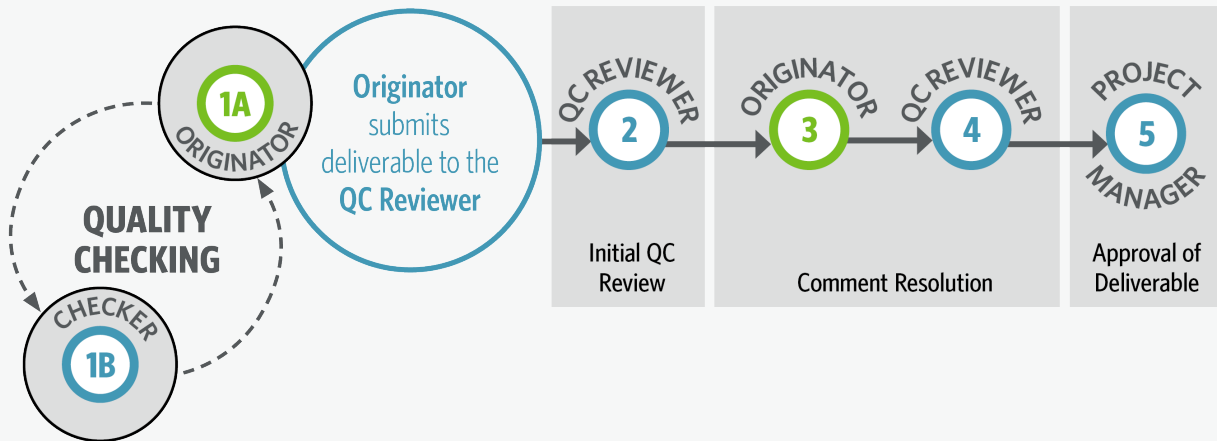 1A
ORIGINATOR
QUALITY
CHECKING
CHECKER
1B
Originator
submits
deliverable to the
QC Reviewer
QC REVIEWER
2
Initial QC
Review
ORIGINATOR
3
QC REVIEWER
4
Comment Resolution
PROJECT
5
MANAGER
Approval of
Deliverable